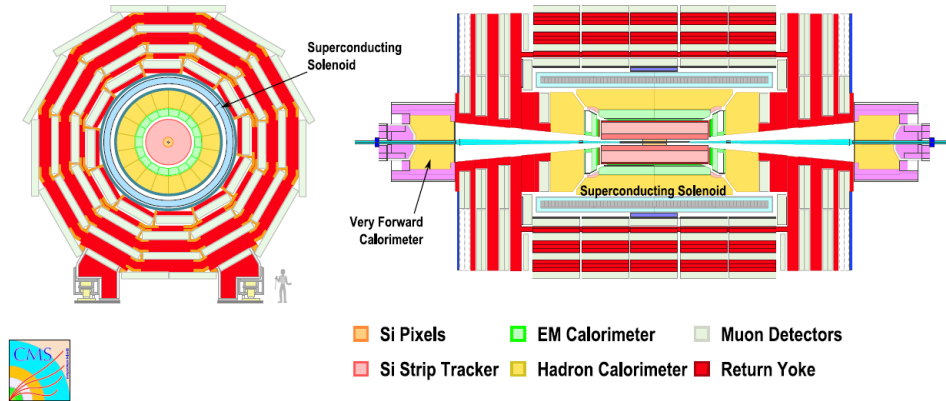 Superconducting
Solenoid
Superconducting Solenoid
Very Forward
Calorimeter
Si Pixels
EM Calorimeter
Muon Detectors
Si Strip Tracker
Hadron Calorimeter
Return Yoke
CMS